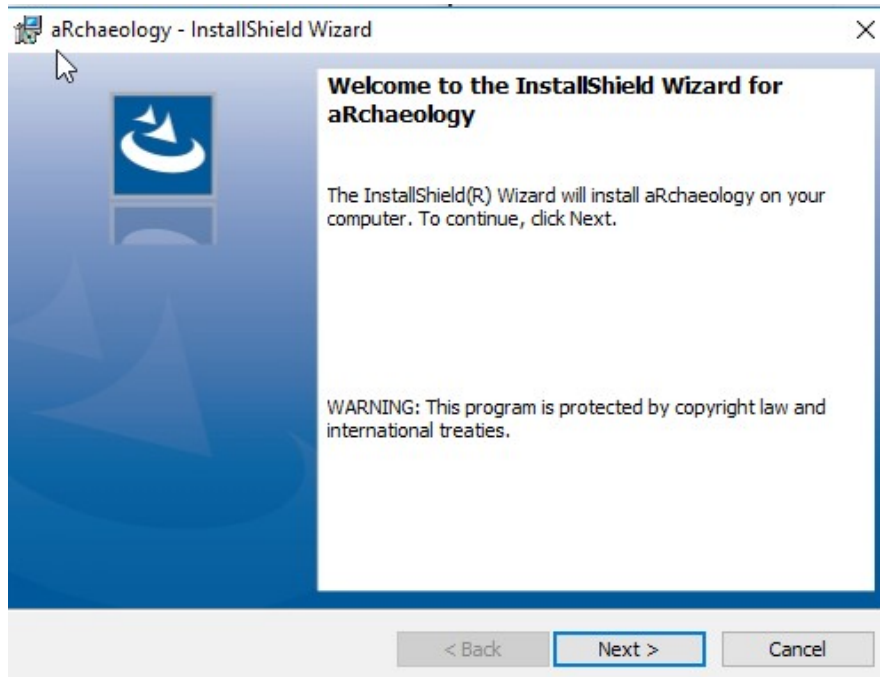 aRchaeology - InstallShield Wizard
Welcome to the InstallShield Wizard for
aRchaeology
The InstallShield(R) Wizard will install aRchaeology on your
computer. To continue, click Next.
WARNING: This program is protected by copyright law and
international treaties.
< Back
Next >
Cancel